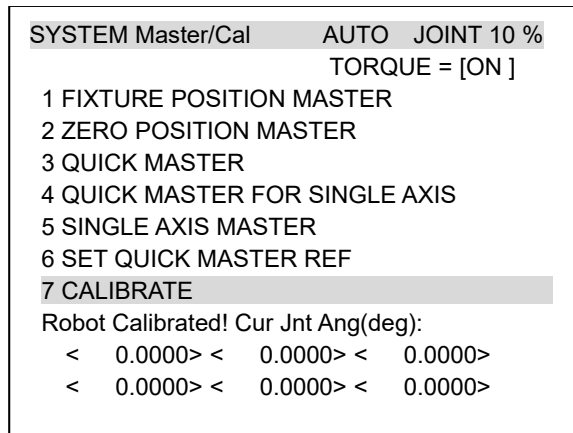 SYSTEM Master/Cal AUTO JOINT 10 %
TORQUE = [ON ]
1 FIXTURE POSITION MASTER
2 ZERO POSITION MASTER
3 QUICK MASTER
4 QUICK MASTER FOR SINGLE AXIS
5 SINGLE AXIS MASTER
6 SET QUICK MASTER REF
7 CALIBRATE
Robot Calibrated! Cur Jnt Ang(deg):
< 0.0000> < 0.0000> < 0.0000>
< 0.0000> < 0.0000> < 0.0000>